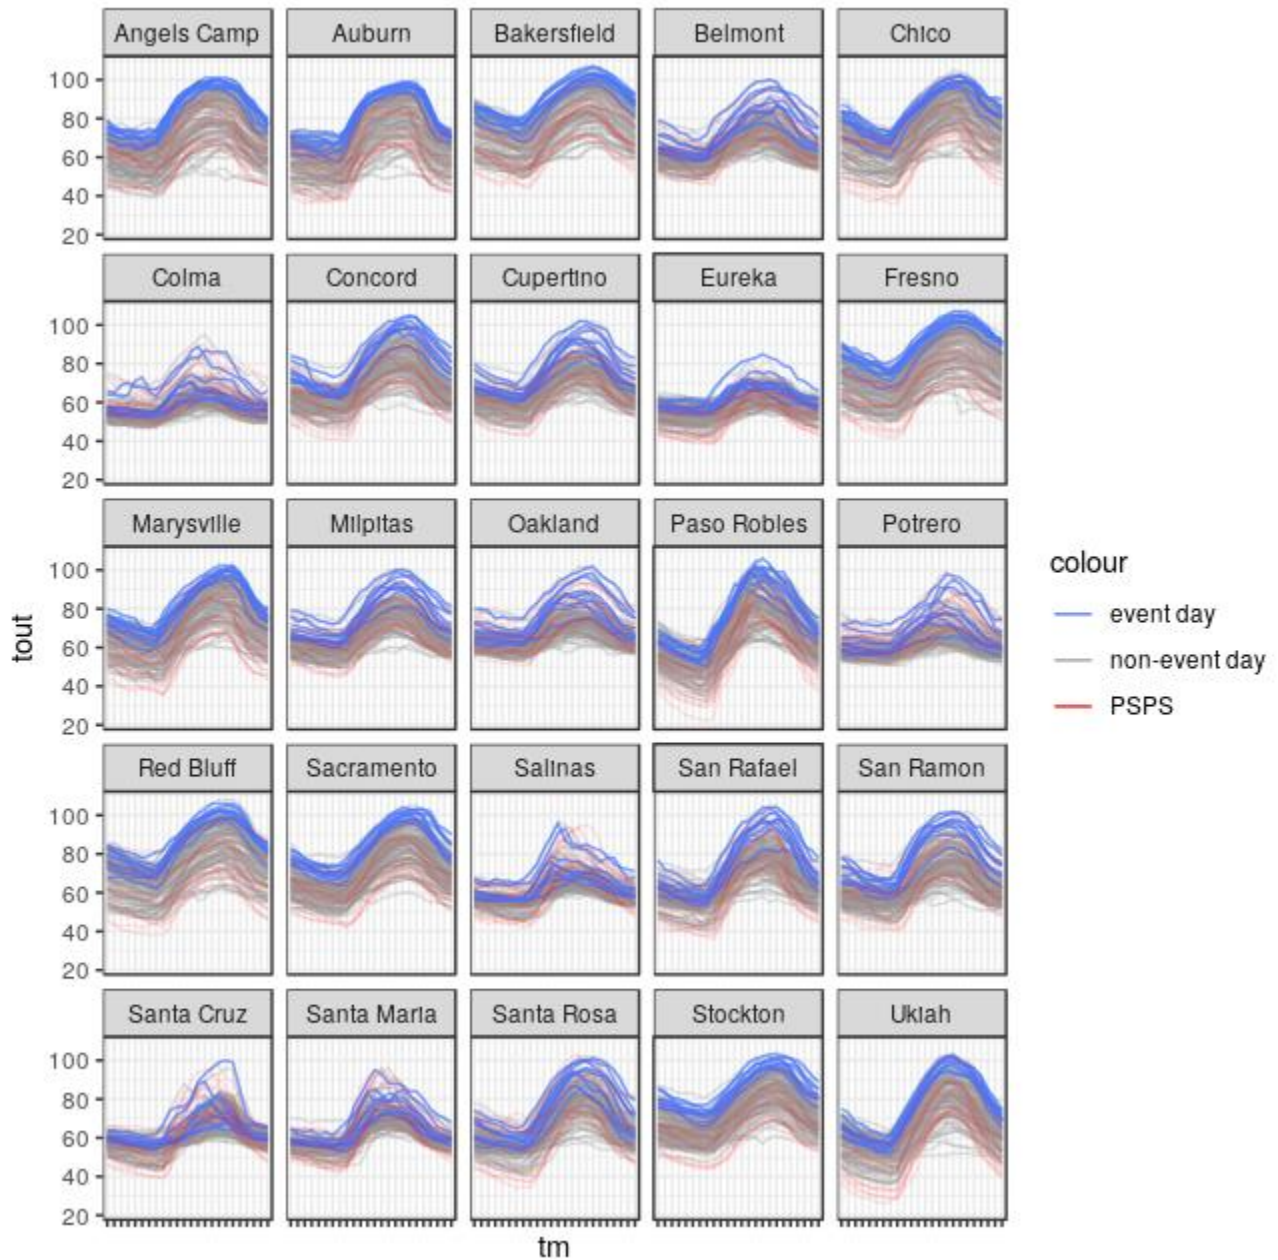 Angels Camp Auburn Bakersfield Belmont Chico
100
80
60
40
20
Colma Concord Cupertino Eureka Fresno
100
80
60
40
20
Marysville Milpitas Oakland Paso Robles Potrero
100
80
60
40
20
Red Bluff Sacramento Salinas San Rafael San Ramon
100
80
60
40
20
Santa Cruz Santa Maria Santa Rosa Stockton Ukiah
100
80
60
40
20
tout
tm
colour
event day
non-event day
PSPS